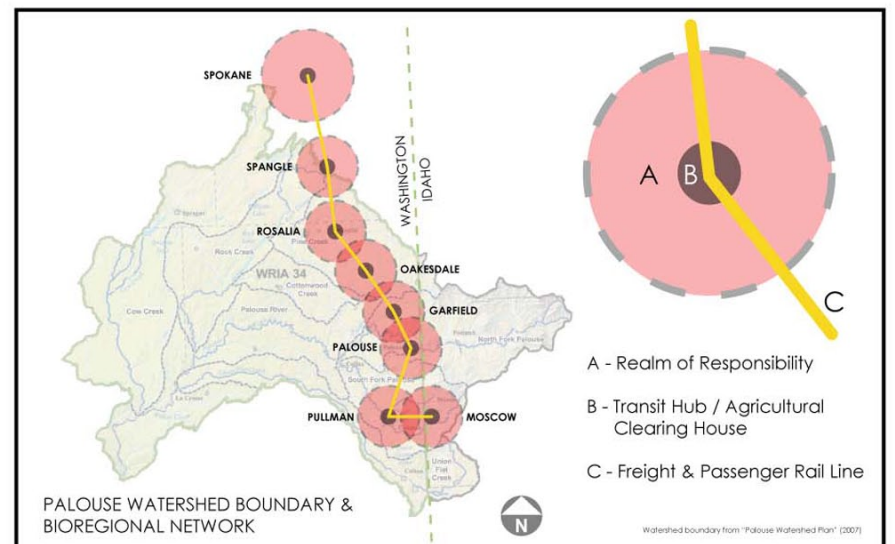 SPOKANE
SPANGLE
WASHINGTON
IDAHO
ROSALIA
Rock Creek
OAKESDALE
WRIA 34
Cottonwood
Creek
Cow Creek
Palouse River
GARFIELD
PALOUSE
North Fork Palouse
South Fork
PULLMAN
MOSCOW
Union
Flat
Creek
PALOUSE WATERSHED BOUNDARY &
BIOREGIONAL NETWORK
N
A
B
C
A - Realm of Responsibility
B - Transit Hub / Agricultural
Clearing House
C - Freight & Passenger Rail Line
Watershed boundary from "Palouse Watershed Plan" (2007)